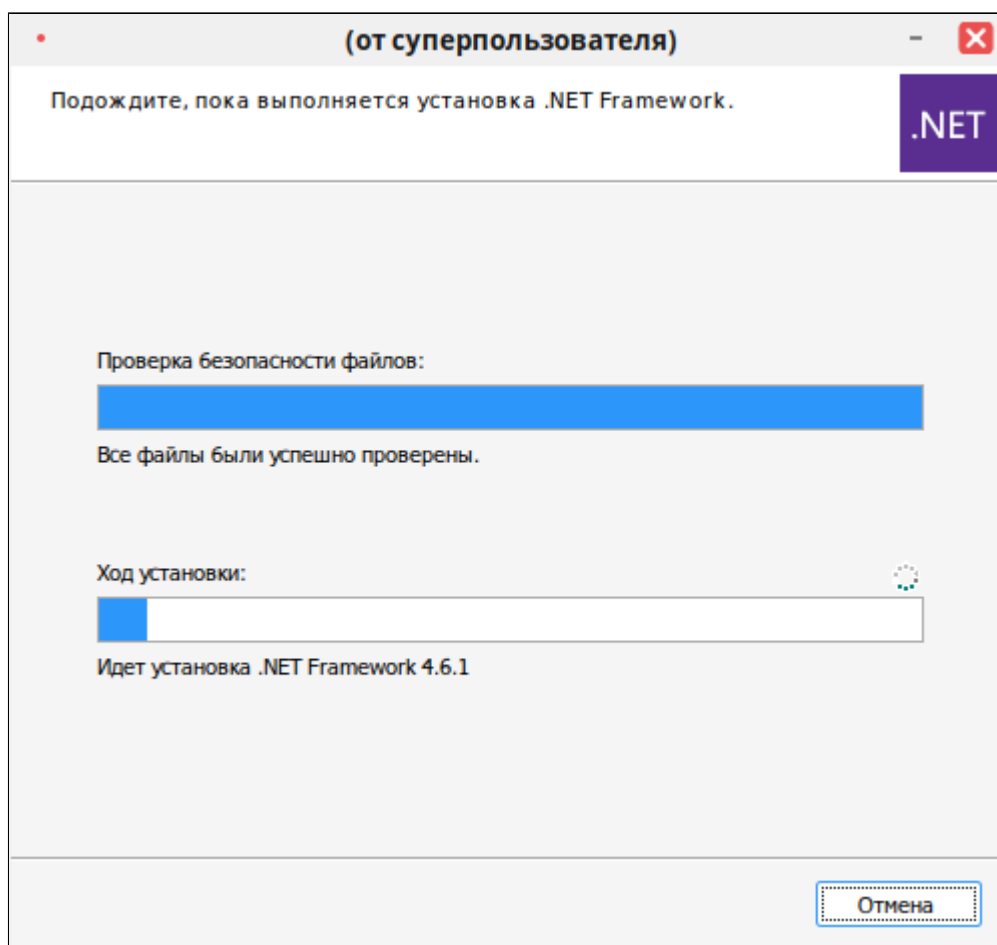 (от суперпользователя)
Подождите, пока выполняется установка .NET Framework.
.NET
Проверка безопасности файлов:
Все файлы были успешно проверены.
Ход установки:
Идет установка .NET Framework 4.6.1
Отмена